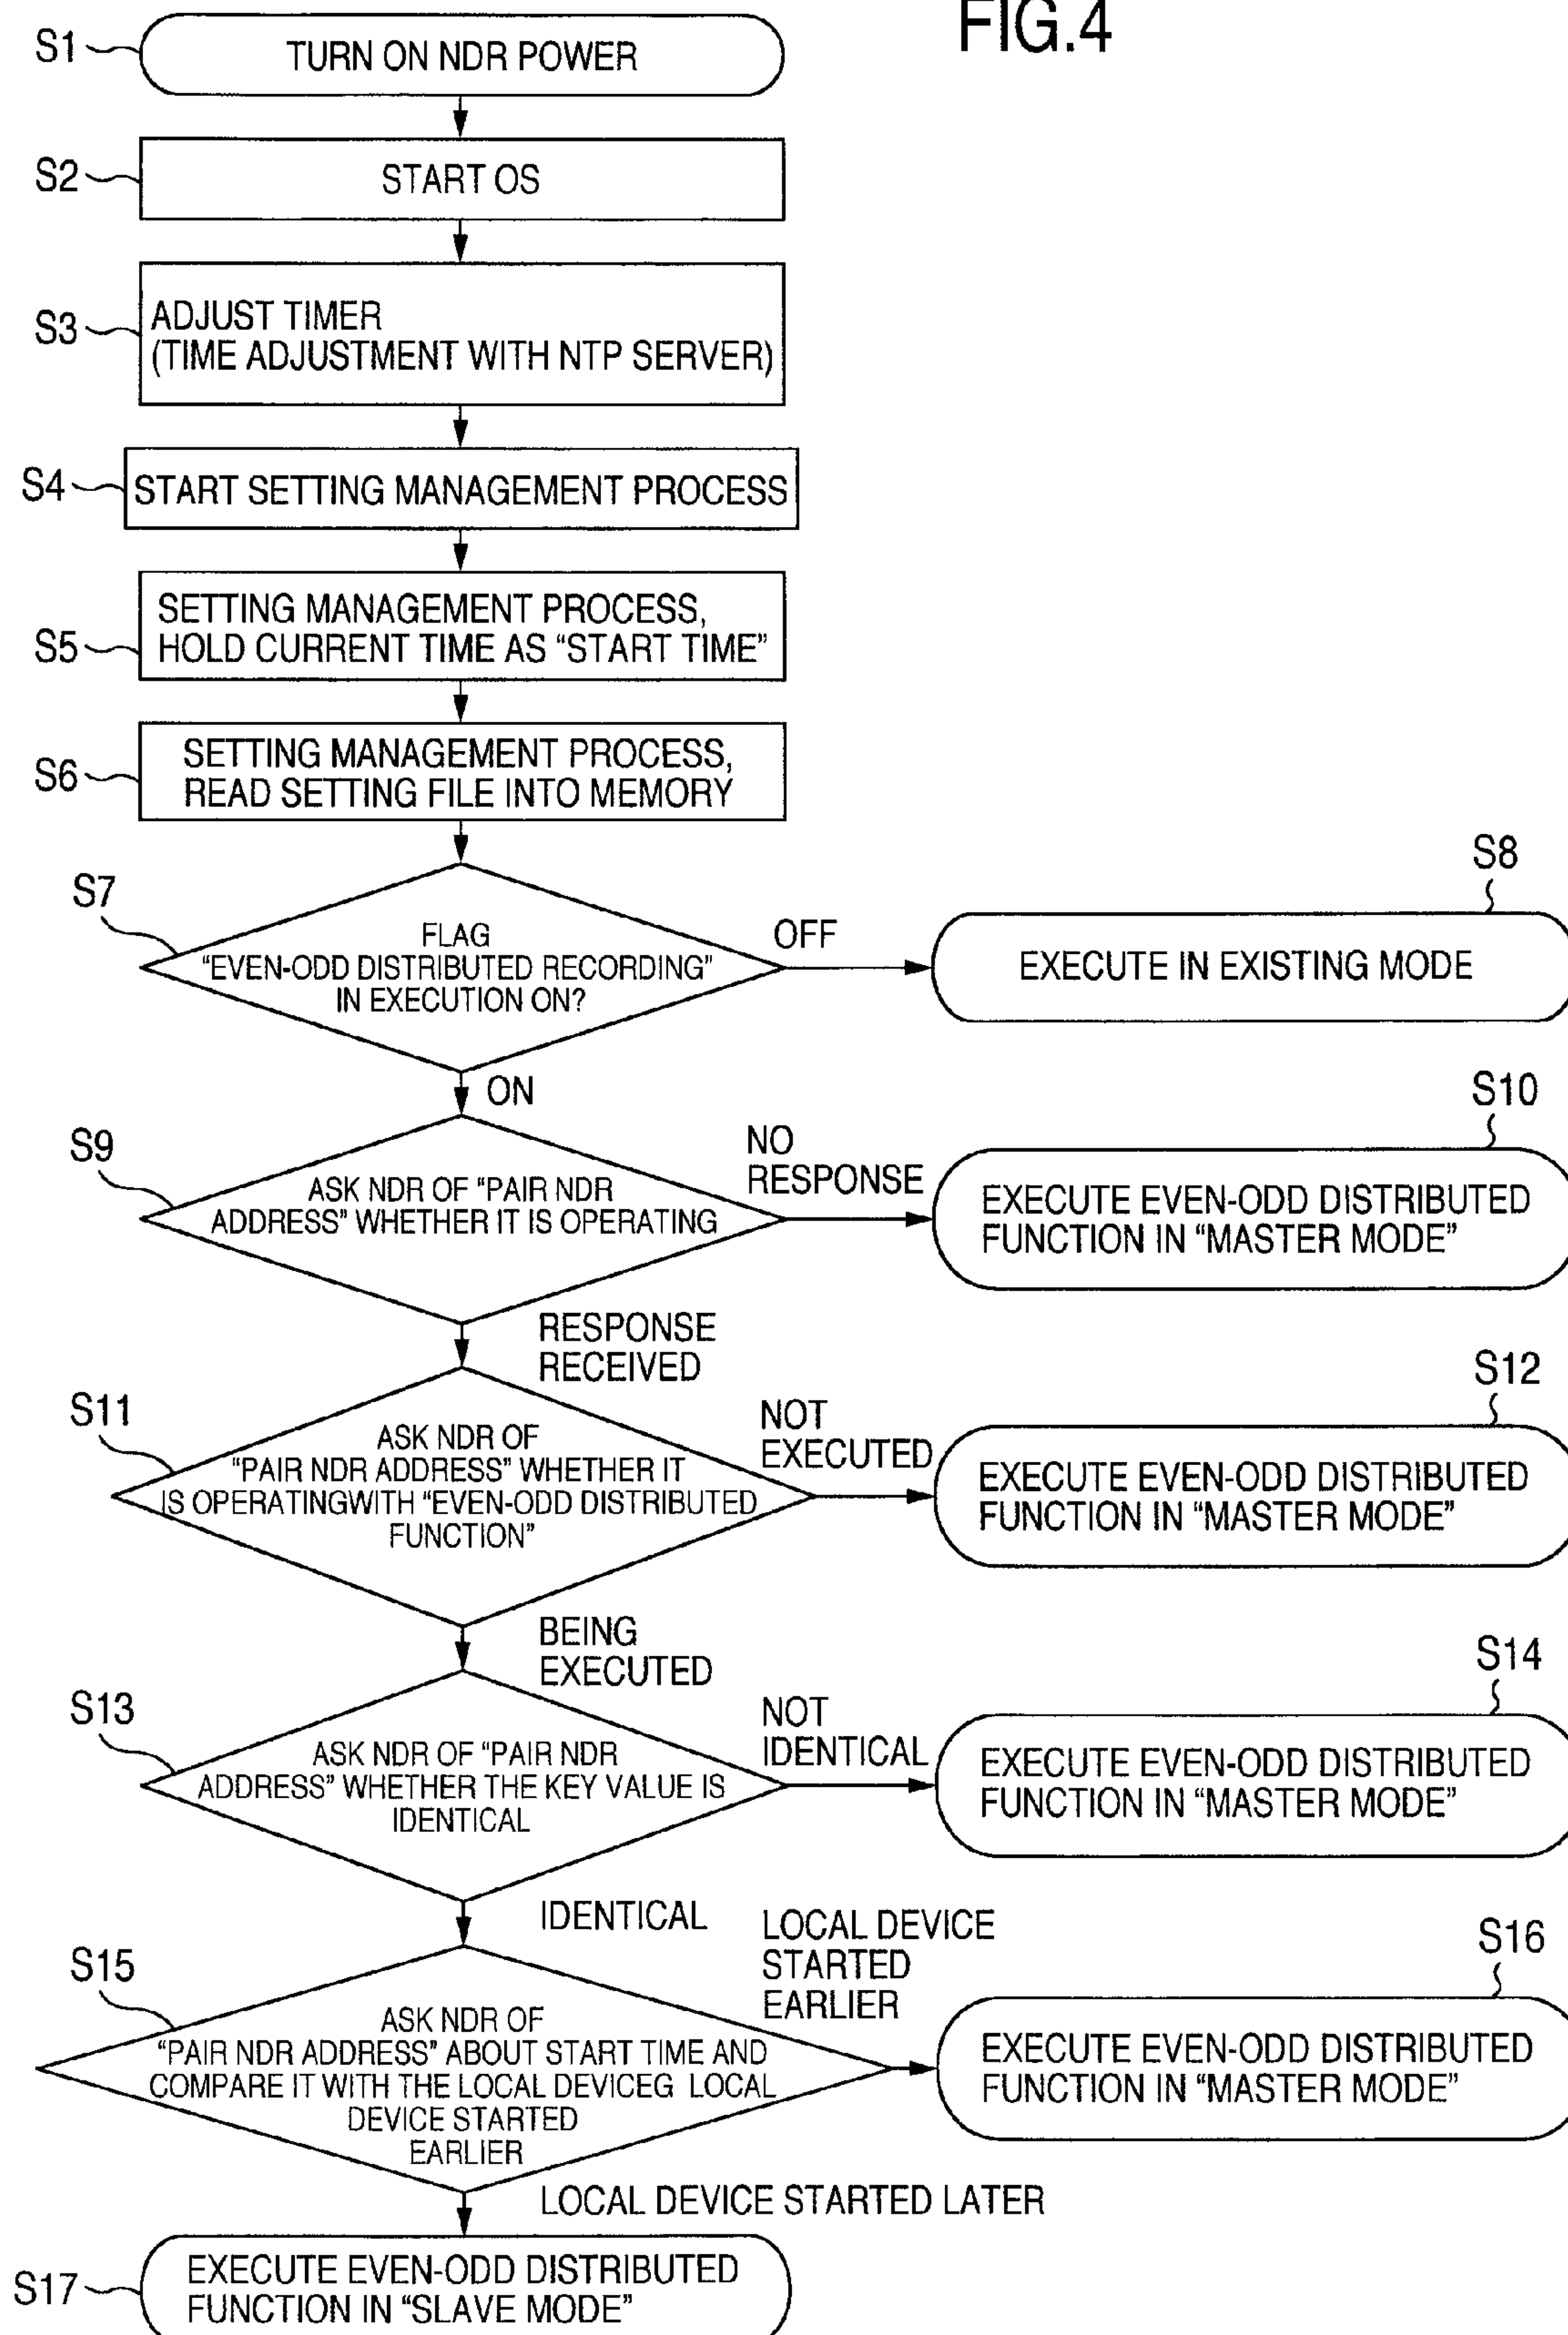 FIG.4
S1
TURN ON NDR POWER
S2
START OS
S3
ADJUST TIMER
(TIME ADJUSTMENT WITH NTP SERVER)
S4
START SETTING MANAGEMENT PROCESS
S5
SETTING MANAGEMENT PROCESS,
HOLD CURRENT TIME AS “START TIME”
S6
SETTING MANAGEMENT PROCESS,
READ SETTING FILE INTO MEMORY
S7
FLAG
“EVEN-ODD DISTRIBUTED RECORDING”
IN EXECUTION ON?
OFF
S8
EXECUTE IN EXISTING MODE
ON
S9
ASK NDR OF “PAIR NDR
ADDRESS” WHETHER IT IS OPERATING
NO
RESPONSE
S10
EXECUTE EVEN-ODD DISTRIBUTED
FUNCTION IN “MASTER MODE”
RESPONSE
RECEIVED
S11
ASK NDR OF
“PAIR NDR ADDRESS” WHETHER IT
IS OPERATINGWITH “EVEN-ODD DISTRIBUTED
FUNCTION”
NOT
EXECUTED
S12
EXECUTE EVEN-ODD DISTRIBUTED
FUNCTION IN “MASTER MODE”
BEING
EXECUTED
S13
ASK NDR OF “PAIR NDR
ADDRESS” WHETHER THE KEY VALUE IS
IDENTICAL
NOT
IDENTICAL
S14
EXECUTE EVEN-ODD DISTRIBUTED
FUNCTION IN “MASTER MODE”
IDENTICAL
S15
ASK NDR OF
“PAIR NDR ADDRESS” ABOUT START TIME AND
COMPARE IT WITH THE LOCAL DEVICEG LOCAL
DEVICE STARTED
EARLIER
LOCAL DEVICE
STARTED
EARLIER
S16
EXECUTE EVEN-ODD DISTRIBUTED
FUNCTION IN “MASTER MODE”
LOCAL DEVICE STARTED LATER
S17
EXECUTE EVEN-ODD DISTRIBUTED
FUNCTION IN “SLAVE MODE”